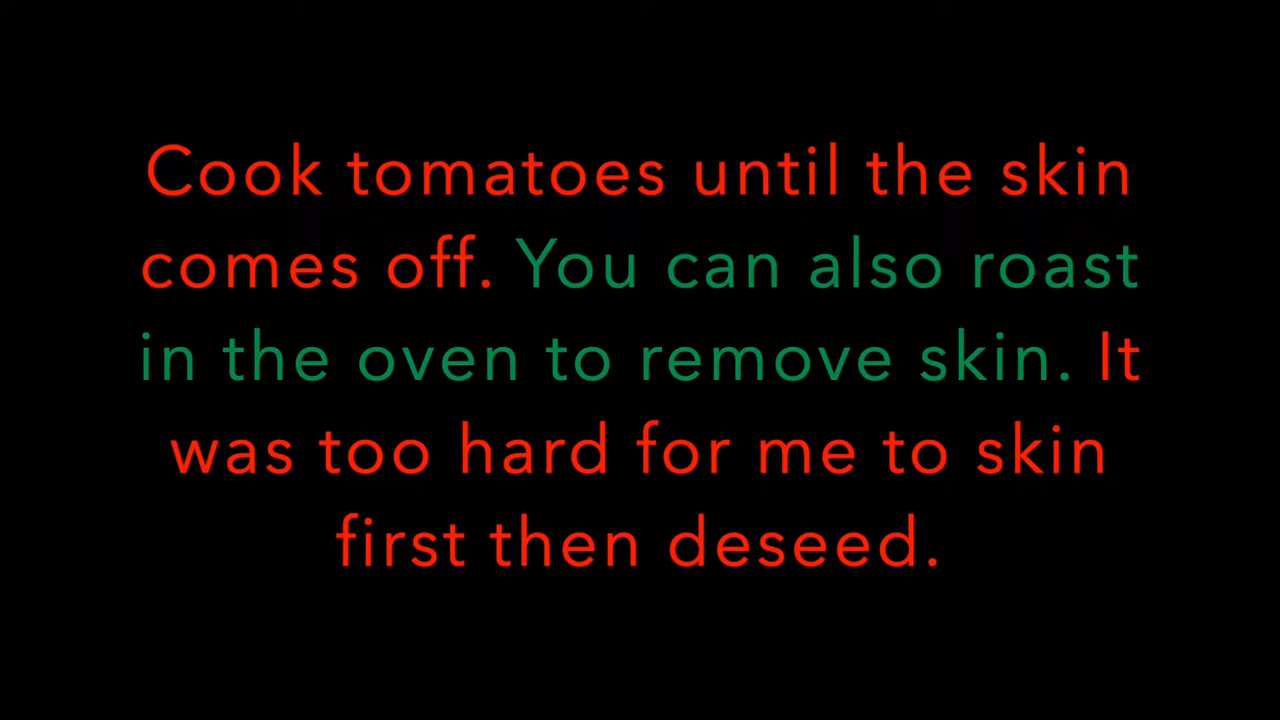 Cook tomatoes until the skin
comes off. You can also roast
in the oven to remove skin. It
was too hard for me to skin
first then deseed.